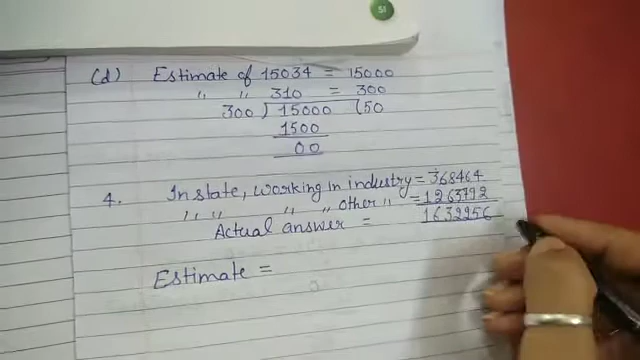 51
(d) Estimate of 15034 = 15000
" " 310 = 300
300 ) 15000 (50
1500
00
4. In state, working in industry = 368464
" " " " other " = 1263792
Actual answer = 1632256
Estimate =